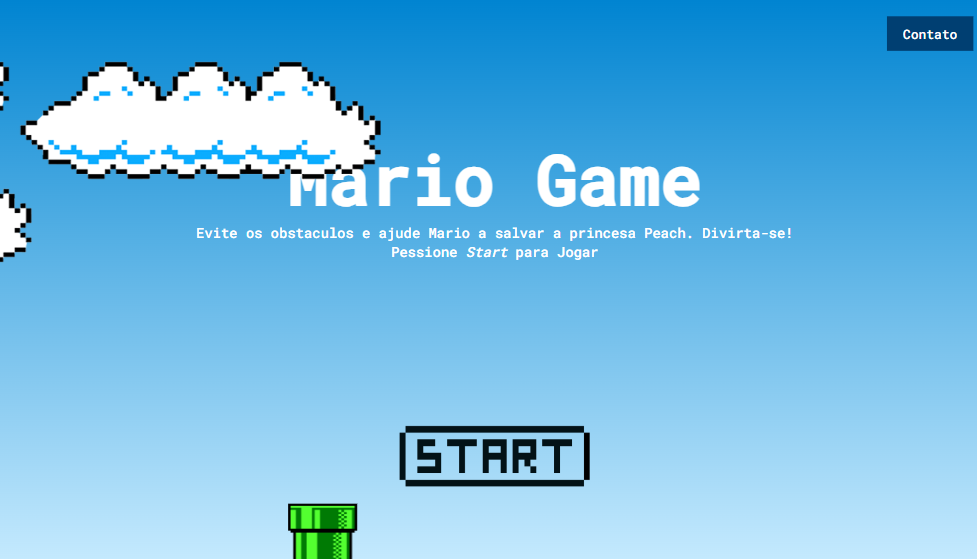 Contato
Mario Game
Evite os obstaculos e ajude Mario a salvar a princesa Peach. Divirta-se!
Pessione Start para Jogar
START